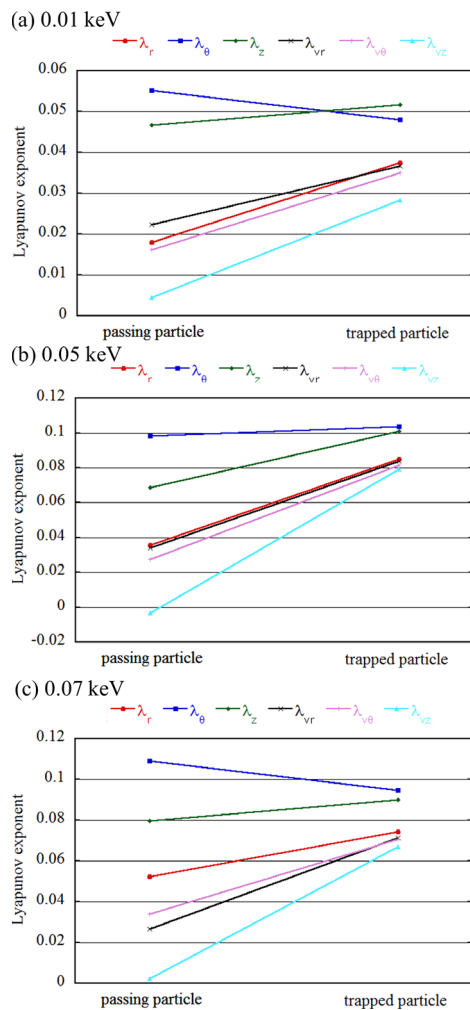 (a) 0.01 keV
λr λθ λz λvr λvθ λvz
0.06
0.05
0.04
0.03
0.02
0.01
0
Lyapunov exponent
passing particle trapped particle
(b) 0.05 keV
λr λθ λz λvr λvθ λvz
0.12
0.1
0.08
0.06
0.04
0.02
0
-0.02
Lyapunov exponent
passing particle trapped particle
(c) 0.07 keV
λr λθ λz λvr λvθ λvz
0.12
0.1
0.08
0.06
0.04
0.02
0
Lyapunov exponent
passing particle trapped particle